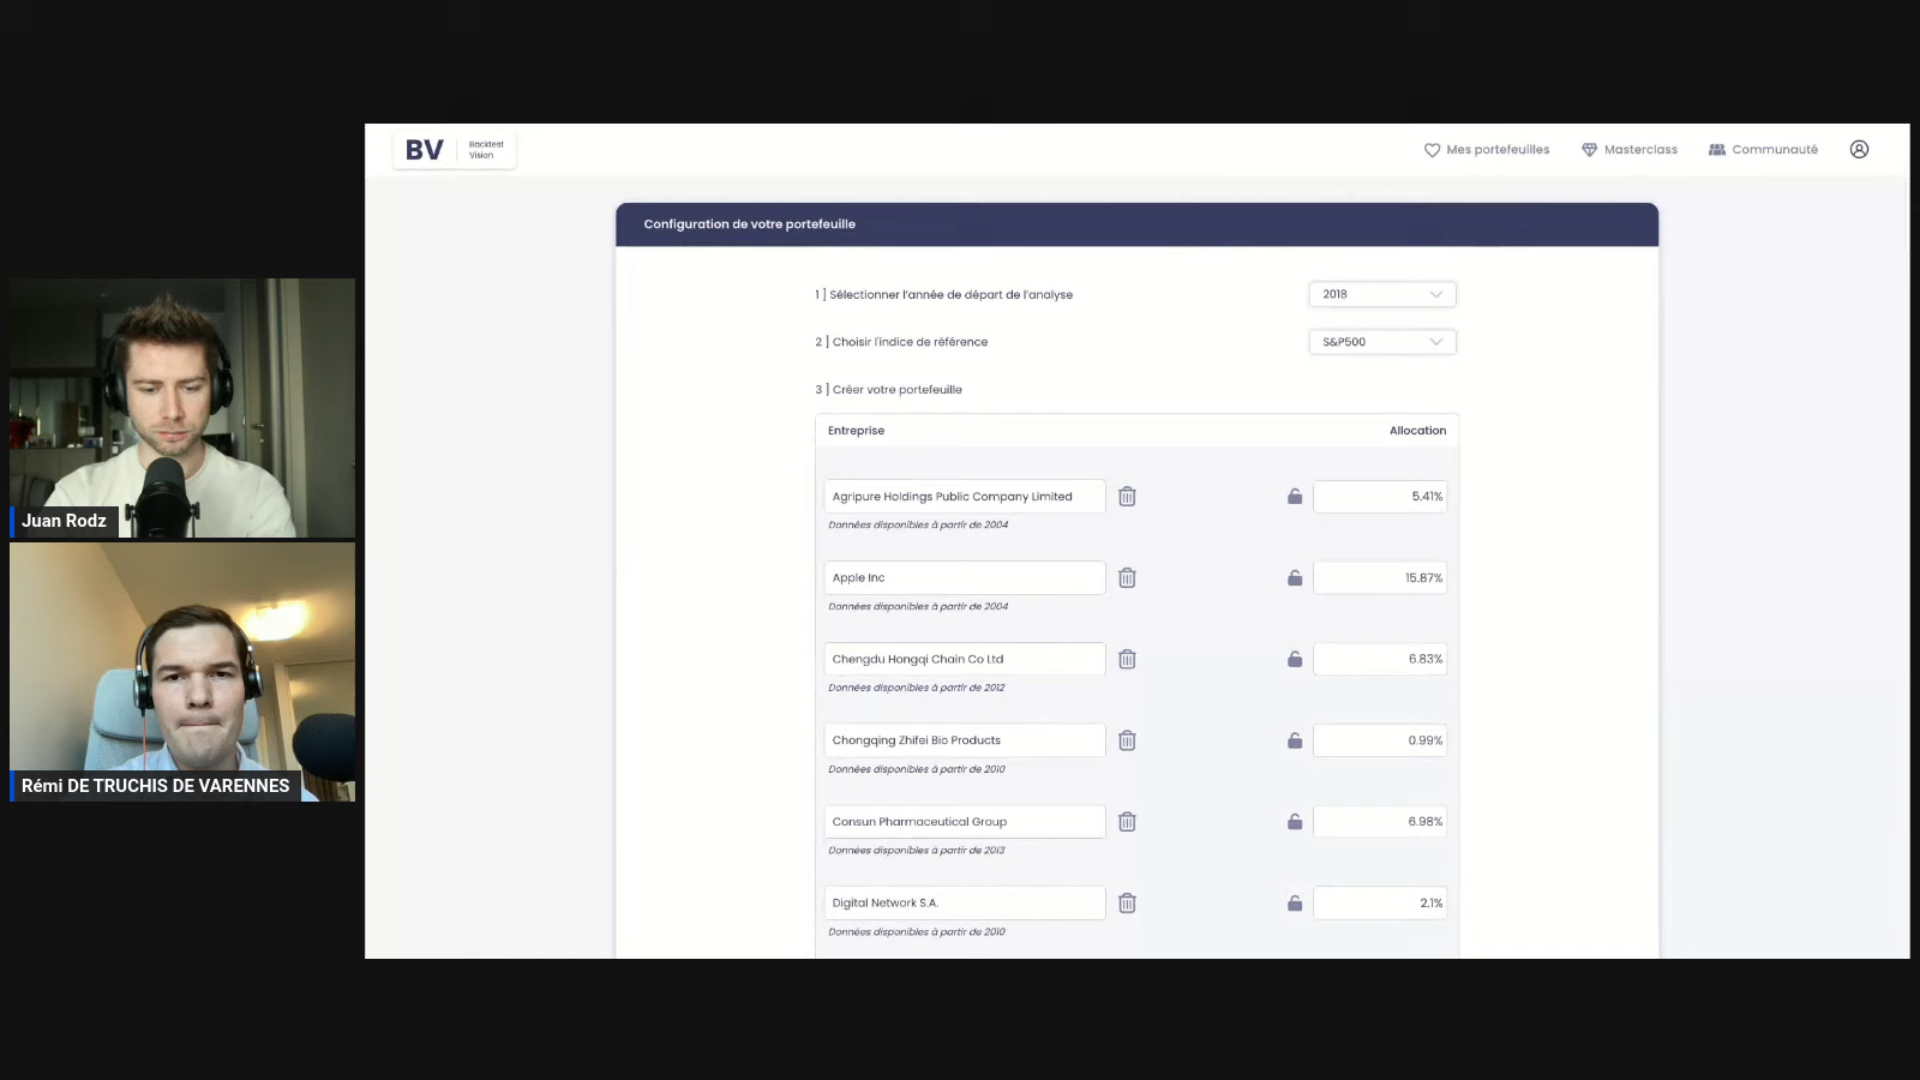 BV
Backtest
Vision
Mes portefeuilles
Masterclass
Communauté
Configuration de votre portefeuille
1 ] Sélectionner l'année de départ de l'analyse
2018
2 ] Choisir l'indice de référence
S&P500
3 ] Créer votre portefeuille
Entreprise
Allocation
Agripure Holdings Public Company Limited
5.41%
Données disponibles à partir de 2004
Apple Inc
15.87%
Données disponibles à partir de 2004
Chengdu Hongqi Chain Co Ltd
6.83%
Données disponibles à partir de 2012
Chongqing Zhifei Bio Products
0.99%
Données disponibles à partir de 2010
Consun Pharmaceutical Group
6.98%
Données disponibles à partir de 2013
Digital Network S.A.
2.1%
Données disponibles à partir de 2010
Juan Rodz
Rémi DE TRUCHIS DE VARENNES